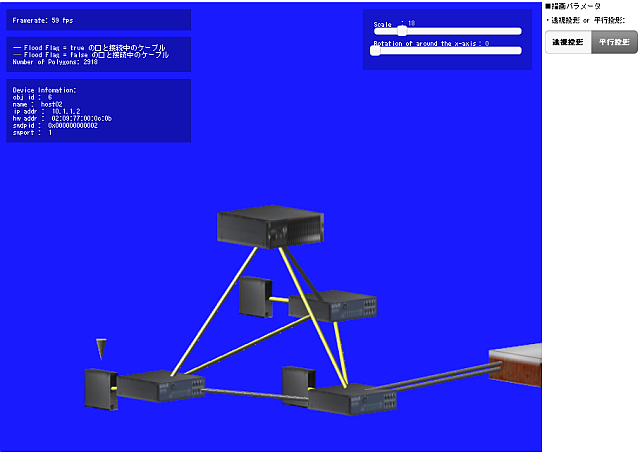 Framerate: 59 fps
― Flood Flag = true の口と接続中のケーブル
― Flood Flag = false の口と接続中のケーブル
Number of Polygons: 2918
Device Infomation:
obj id : 6
name : host02
ip addr : 10.1.1.2
hw addr : 02:09:77:00:0c:0b
swdpid : 0x000000000002
swport : 1
Scale : 18
Rotation of around the x-axis : 0
■描画パラメータ
・透視投影 or 平行投影:
透視投影 平行投影